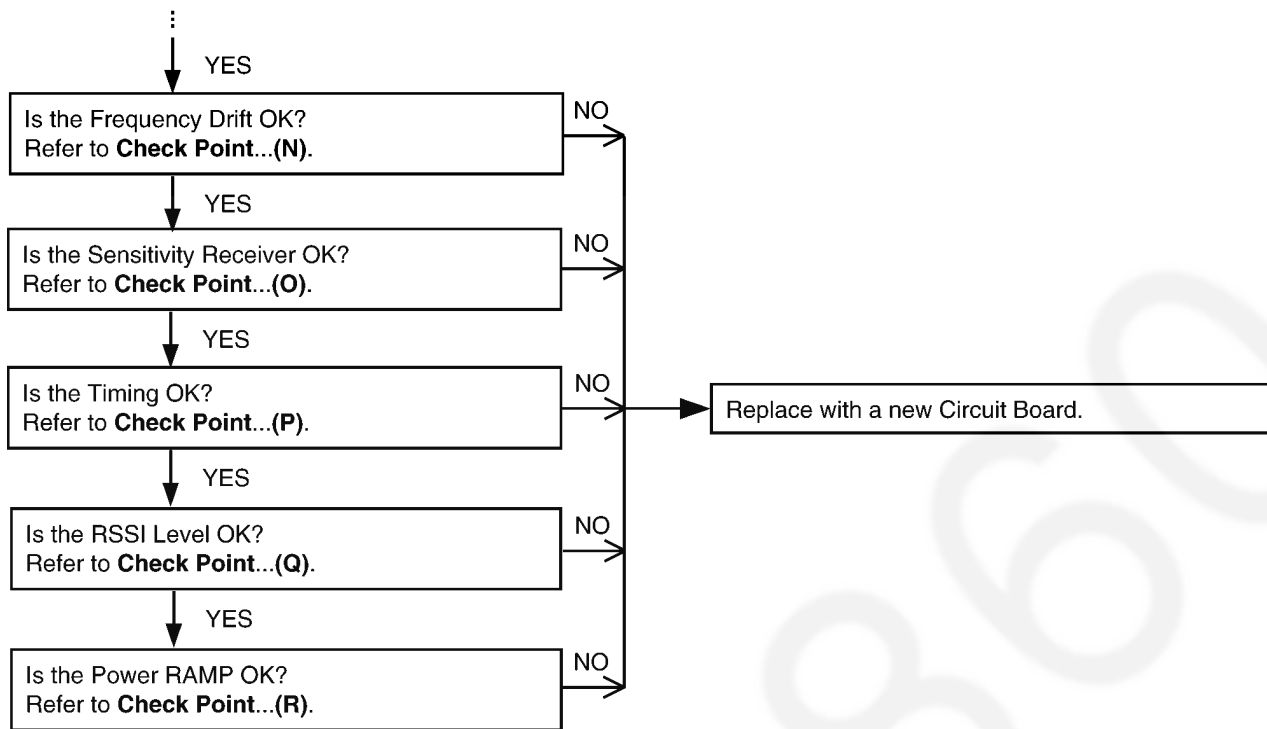 ⋮
YES
Is the Frequency Drift OK?
Refer to Check Point...(N).
NO
YES
Is the Sensitivity Receiver OK?
Refer to Check Point...(O).
NO
YES
Is the Timing OK?
Refer to Check Point...(P).
NO
Replace with a new Circuit Board.
YES
Is the RSSI Level OK?
Refer to Check Point...(Q).
NO
YES
Is the Power RAMP OK?
Refer to Check Point...(R).
NO
860